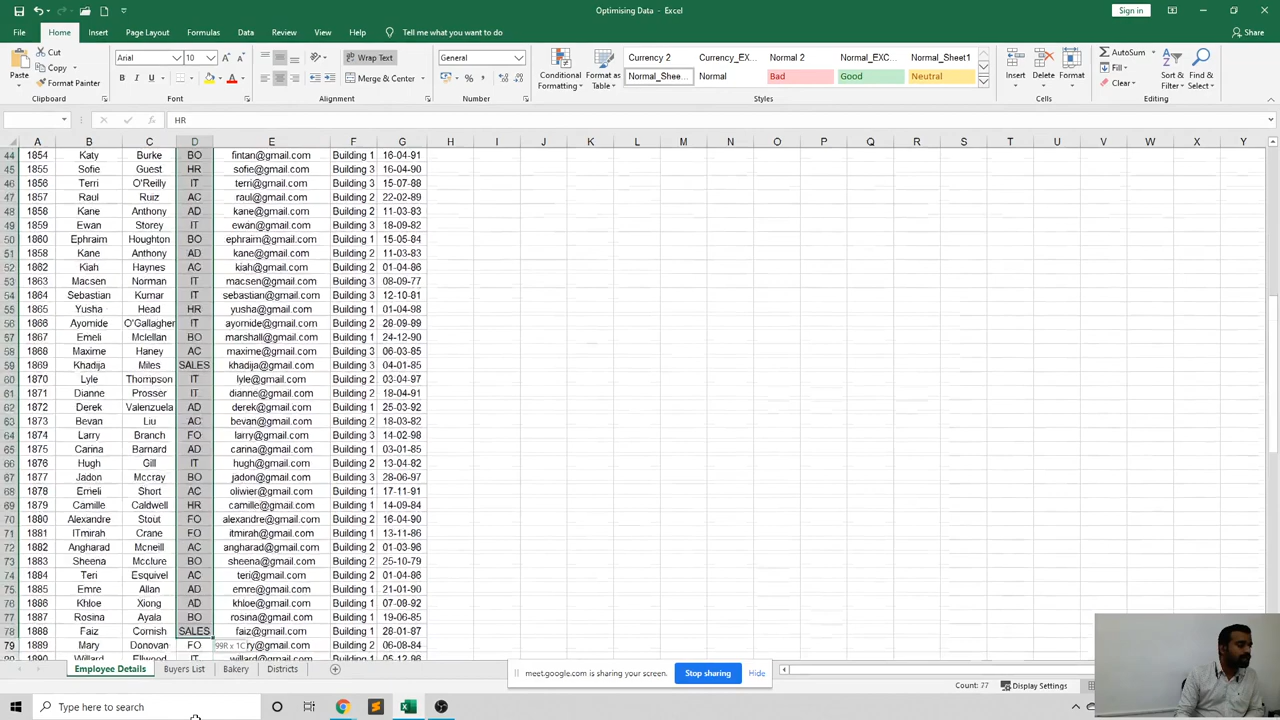 Optimising Data - Excel
Sign in
File Home Insert Page Layout Formulas Data Review View Help Tell me what you want to do Share
Cut
Copy
Format Painter
Paste
Clipboard
Arial 10
B I U
Font
Wrap Text
Merge & Center
Alignment
General
Number
Conditional Formatting
Format as Table
Currency 2 Currency_EX... Normal 2 Normal_EXC... Normal_Sheet1
Normal_Shee... Normal Bad Good Neutral
Styles
Insert Delete Format
Cells
AutoSum
Fill
Clear
Sort & Filter
Find & Select
Editing
HR
A B C D E F G H I J K L M N O P Q R S T U V W X Y
44 1854 Katy Burke BO fintan@gmail.com Building 1 16-04-91
45 1855 Sofie Guest HR sofie@gmail.com Building 3 16-04-90
46 1856 Terri O'Reilly IT terri@gmail.com Building 3 15-07-88
47 1857 Raul Ruiz AC raul@gmail.com Building 2 22-02-89
48 1858 Kane Anthony AD kane@gmail.com Building 2 11-03-83
49 1859 Ewan Storey IT ewan@gmail.com Building 3 18-09-82
50 1860 Ephraim Houghton BO ephraim@gmail.com Building 1 15-05-84
51 1858 Kane Anthony AD kane@gmail.com Building 2 11-03-83
52 1862 Kiah Haynes AC kiah@gmail.com Building 2 01-04-86
53 1863 Macsen Norman IT macsen@gmail.com Building 3 08-09-77
54 1864 Sebastian Kumar IT sebastian@gmail.com Building 3 12-10-81
55 1865 Yusha Head HR yusha@gmail.com Building 1 01-04-98
56 1866 Ayomide O'Gallagher IT ayomide@gmail.com Building 2 28-09-89
57 1867 Emeli Mclellan BO marshall@gmail.com Building 1 24-12-90
58 1868 Maxime Haney AC maxime@gmail.com Building 3 06-03-85
59 1869 Khadija Miles SALES khadija@gmail.com Building 3 04-01-85
60 1870 Lyle Thompson IT lyle@gmail.com Building 2 03-04-97
61 1871 Dianne Prosser IT dianne@gmail.com Building 2 18-04-91
62 1872 Derek Valenzuela AD derek@gmail.com Building 1 25-03-92
63 1873 Bevan Liu AC bevan@gmail.com Building 2 18-03-82
64 1874 Larry Branch FO larry@gmail.com Building 3 14-02-98
65 1875 Carina Barnard AD carina@gmail.com Building 1 03-01-85
66 1876 Hugh Gill IT hugh@gmail.com Building 2 13-04-82
67 1877 Jadon Mccray BO jadon@gmail.com Building 3 28-06-97
68 1878 Emeli Short AC oliwier@gmail.com Building 1 17-11-91
69 1879 Camille Caldwell HR camille@gmail.com Building 1 14-09-84
70 1880 Alexandre Stout FO alexandre@gmail.com Building 2 16-04-90
71 1881 ITmirah Crane FO itmirah@gmail.com Building 1 13-11-86
72 1882 Angharad Mcneill AC angharad@gmail.com Building 2 01-03-96
73 1883 Sheena Mcclure BO sheena@gmail.com Building 2 25-10-79
74 1884 Teri Esquivel AC teri@gmail.com Building 2 01-04-86
75 1885 Emre Allan AD emre@gmail.com Building 1 21-01-90
76 1886 Khloe Xiong AD khloe@gmail.com Building 1 07-08-92
77 1887 Rosina Ayala BO rosina@gmail.com Building 1 19-06-85
78 1888 Faiz Cornish SALES faiz@gmail.com Building 1 28-01-87
79 1889 Mary Donovan FO 99R x 1C ry@gmail.com Building 2 06-08-84
Employee Details Buyers List Bakery Districts
meet.google.com is sharing your screen. Stop sharing Hide
Count: 77 Display Settings
Type here to search